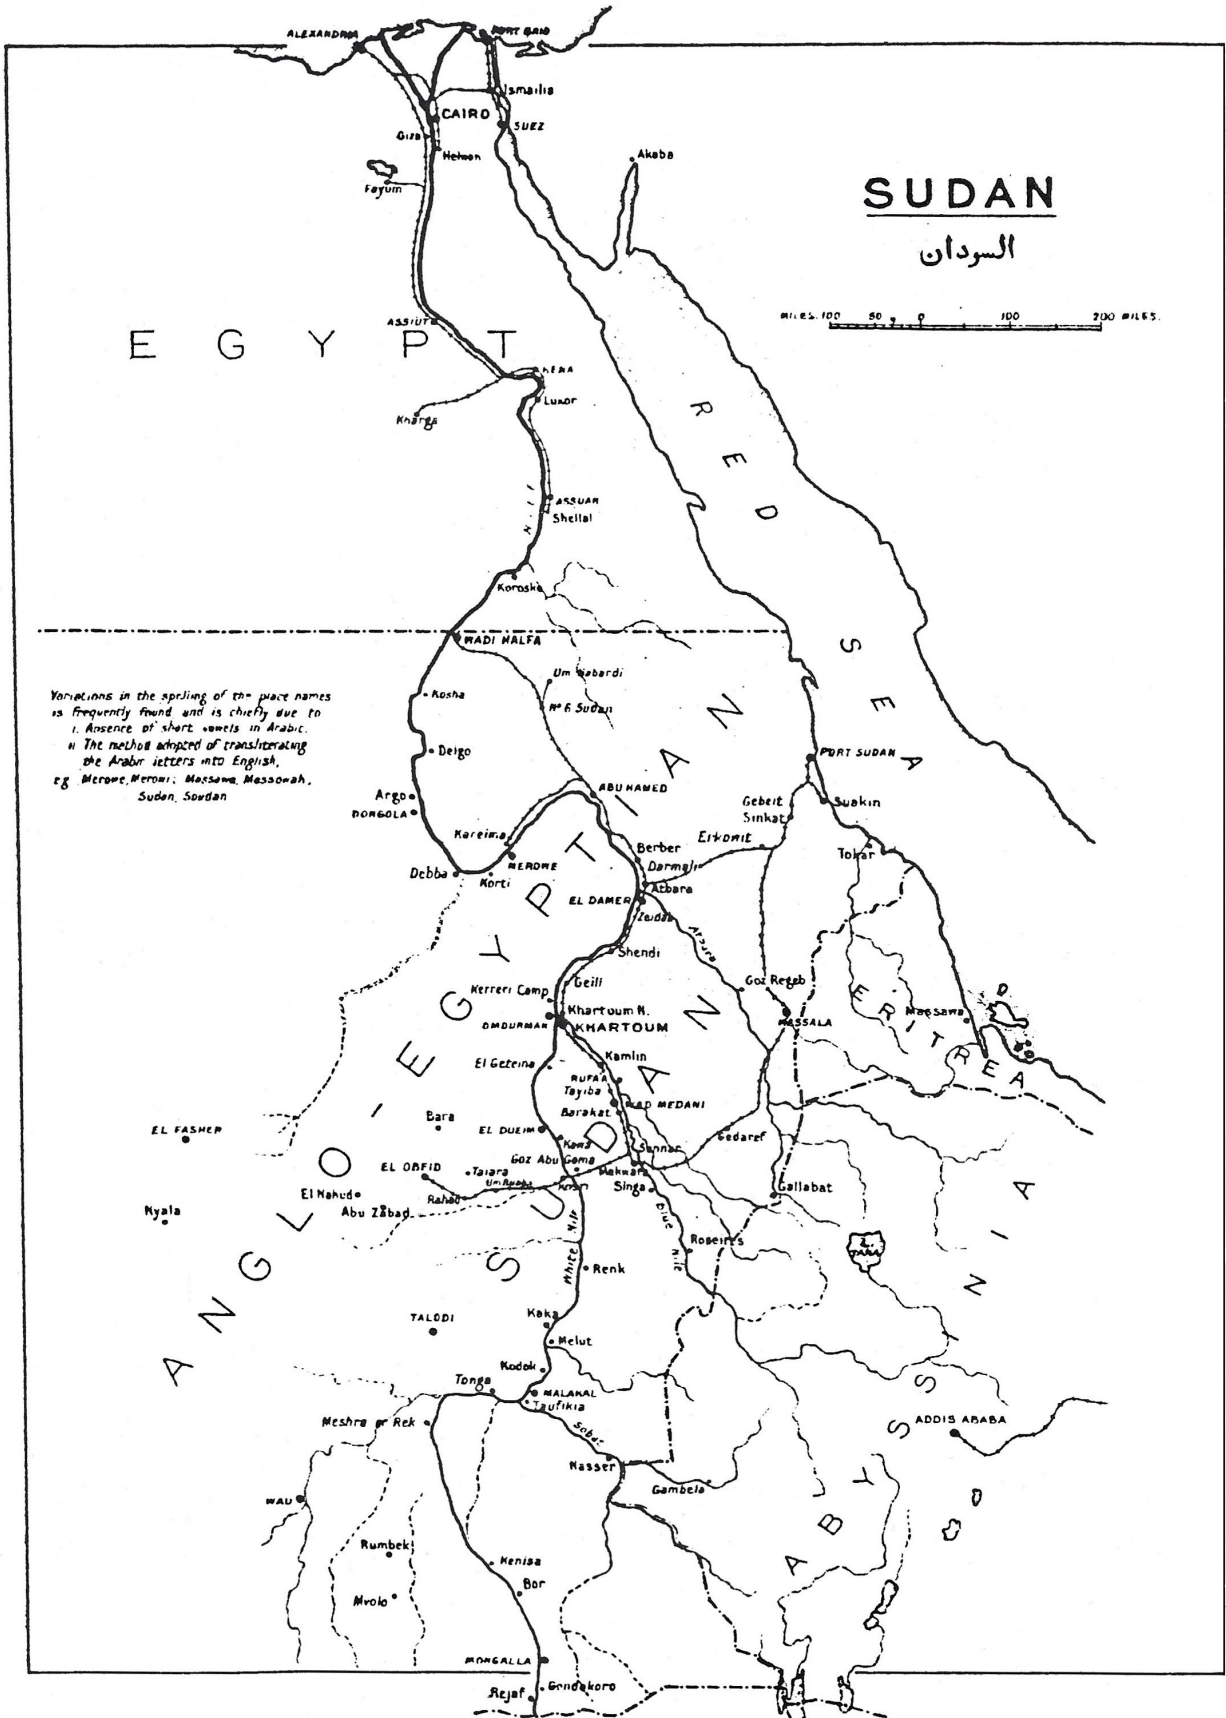 ALEXANDRIA
PORT SAID
Ismailia
CAIRO
SUEZ
Giza
Helwan
Akaba
Fayum
SUDAN
السودان
MILES. 100 50 0 100 200 MILES.
ASSIUT
EGYPT
KENA
Luxor
Kharga
RED SEA
ASSUAN
Shellal
Korosko
WADI HALFA
Variations in the spelling of the place names
is frequently found and is chiefly due to
i. Absence of short vowels in Arabic.
ii The method adopted of transliterating
the Arabic letters into English,
eg Merowe, Merowi; Massawa, Massowah,
Sudan, Soudan
Kosha
Um Nabardi
Nº 6 Sudan
Delgo
PORT SUDAN
ABU HAMED
Argo
DONGOLA
Gebeit
Sinkat
Suakin
Kareima
Erkowit
Berber
Darmali
Tokar
MEROWE
Debba
Korti
Atbara
EL DAMER
Zeidab
Atbara
Shendi
Geili
Goz Regeb
Kerreri Camp
Khartoum N.
OMDURMAN
KHARTOUM
KASSALA
ERITREA
Massawa
El Geteina
Kamlin
RUFAA
Tayiba
WAD MEDANI
Barakat
Bara
EL FASHER
EL DUEIM
Kawa
Gedaref
Sennar
Goz Abu Goma
EL OBEID
Taiara
Um Ruaba
Makwar
Kosti
Singa
Gallabat
El Nahud
Rahad
Abu Zabad
Nyala
Blue Nile
Roseires
L. TANA
White Nile
Renk
ANGLO-EGYPTIAN
SUDAN
TALODI
Kaka
Melut
Kodok
Tonga
MALAKAL
Taufikia
Meshra er Rek
Sobat
ADDIS ABABA
Nasser
Gambela
WAU
ABYSSINIA
Rumbek
Kenisa
Bor
Mvolo
MONGALLA
Gondokoro
Rejaf